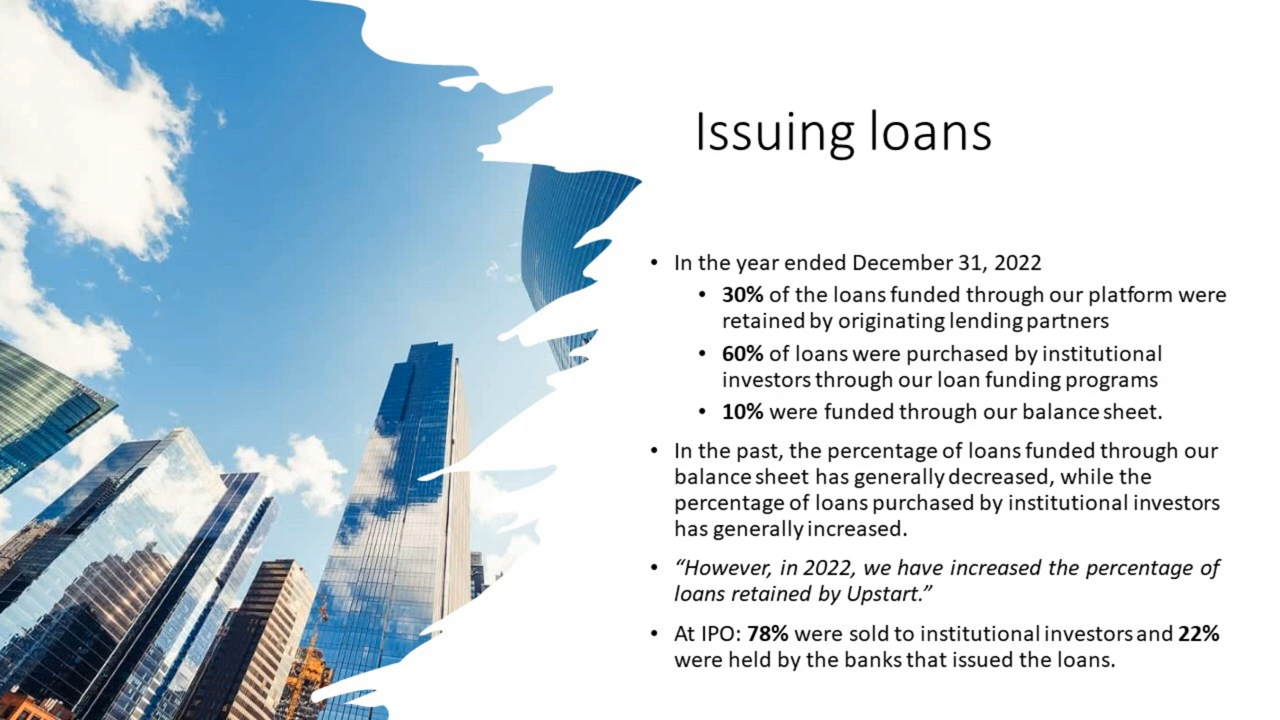 Issuing loans
• In the year ended December 31, 2022
• 30% of the loans funded through our platform were
retained by originating lending partners
• 60% of loans were purchased by institutional
investors through our loan funding programs
• 10% were funded through our balance sheet.
• In the past, the percentage of loans funded through our
balance sheet has generally decreased, while the
percentage of loans purchased by institutional investors
has generally increased.
• “However, in 2022, we have increased the percentage of
loans retained by Upstart.”
• At IPO: 78% were sold to institutional investors and 22%
were held by the banks that issued the loans.